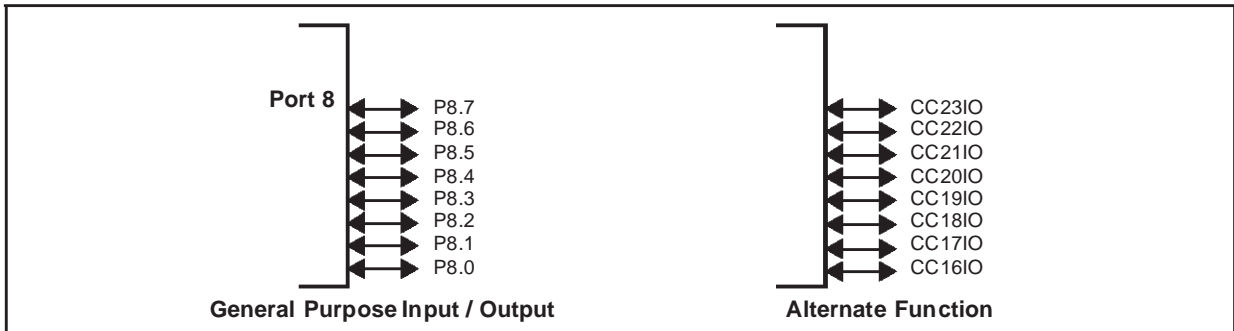 Port 8
P8.7
P8.6
P8.5
P8.4
P8.3
P8.2
P8.1
P8.0
General Purpose Input / Output
CC23IO
CC22IO
CC21IO
CC20IO
CC19IO
CC18IO
CC17IO
CC16IO
Alternate Function